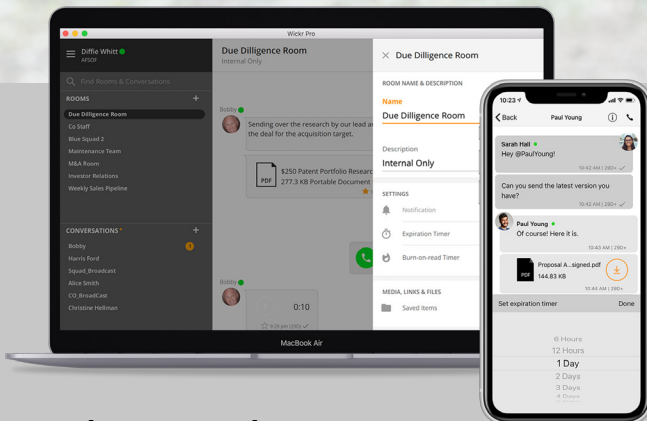 Wickr Pro
Diffie Whitt
AFSOF
Find Rooms & Conversations
ROOMS +
Due Dilligence Room
Co Staff
Blue Squad 2
Maintenance Team
M&A Room
Investor Relations
Weekly Sales Pipeline
CONVERSATIONS* +
Bobby 1
Harris Ford
Squad_Broadcast
Alice Smith
CO_BroadCast
Christine Hellman
Due Dilligence Room
Internal Only
Bobby
Sending over the research by our lead
the deal for the acquisition target.
PDF
$250 Patent Portfolio
277.3 KB Portable Document
Bobby
0:10
× Due Dilligence Room
ROOM NAME & DESCRIPTION
Name
Due Dilligence Room
Description
Internal Only
SETTINGS
Notification
Expiration Timer
Burn-on-read Timer
MEDIA, LINKS & FILES
Saved Items
MacBook Air
10:23
Back Paul Young
Sarah Hall
Hey @PaulYoung!
10:42 AM | 29D+
Can you send the latest version you
have?
10:42 AM | 29D+
Paul Young
Of course! Here it is.
10:43 AM | 29D+
PDF
Proposal A...signed.pdf
144.83 KB
10:44 AM | 29D+
Set expiration timer Done
6 Hours
12 Hours
1 Day
2 Days
3 Days
4 Days